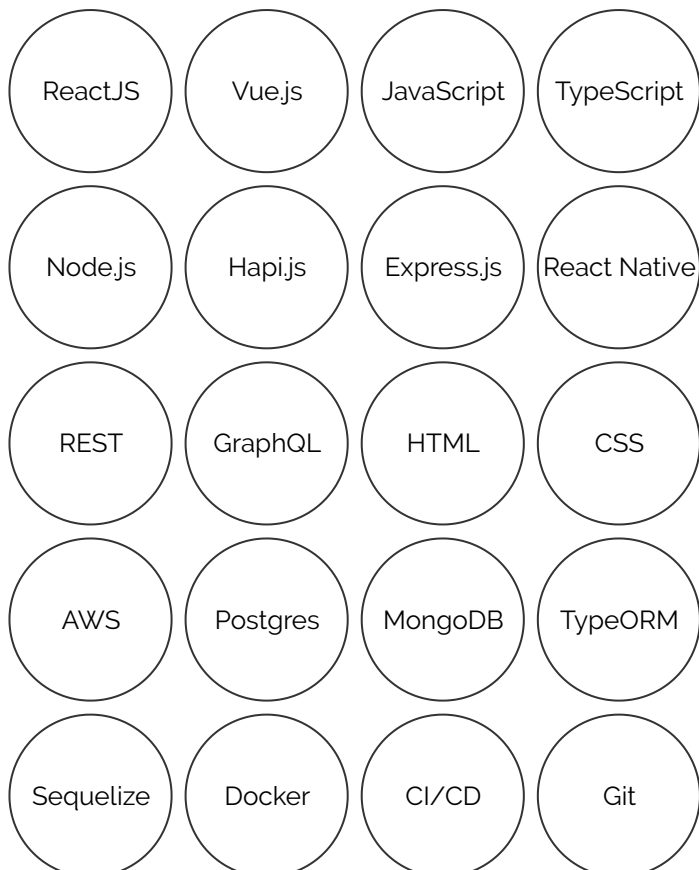 ReactJS
Vue.js
JavaScript
TypeScript
Node.js
Hapi.js
Express.js
React Native
REST
GraphQL
HTML
CSS
AWS
Postgres
MongoDB
TypeORM
Sequelize
Docker
CI/CD
Git